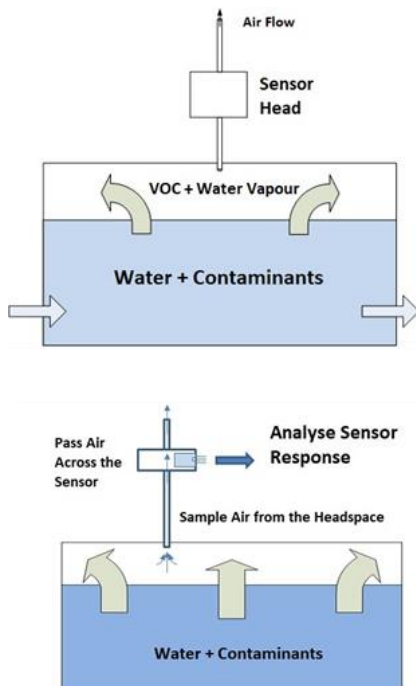 Air Flow
Sensor
Head
VOC + Water Vapour
Water + Contaminants
Pass Air
Across the
Sensor
Analyse Sensor
Response
Sample Air from the Headspace
Water + Contaminants